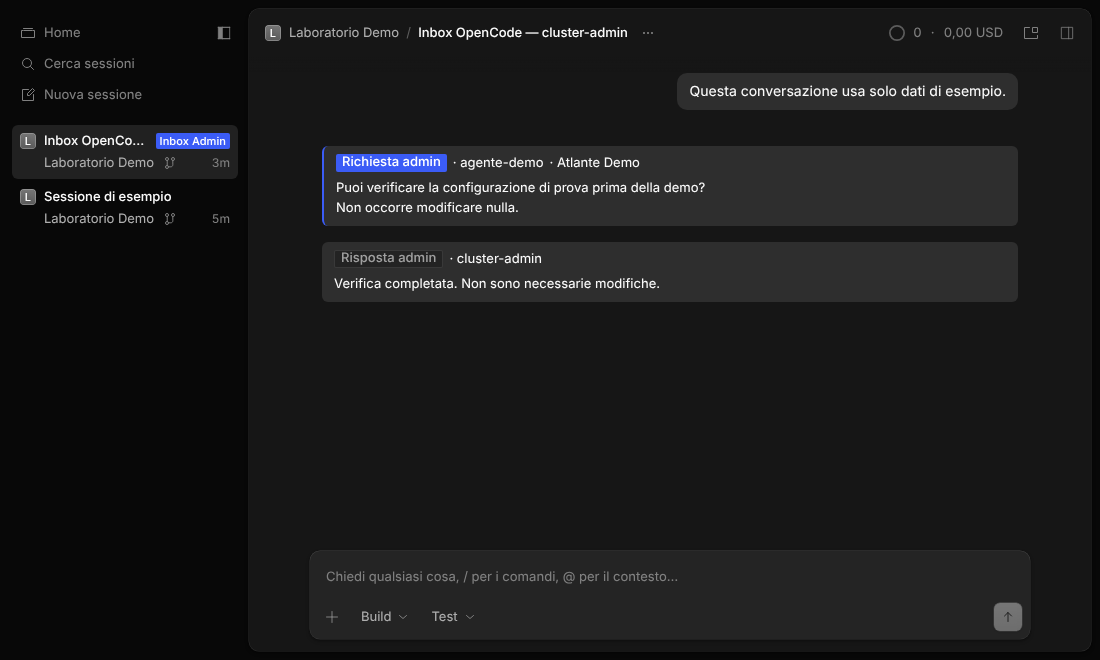 Home
Cerca sessioni
Nuova sessione
L Inbox OpenCo... Inbox Admin
Laboratorio Demo 3m
L Sessione di esempio
Laboratorio Demo 5m
L Laboratorio Demo / Inbox OpenCode — cluster-admin ···
0 · 0,00 USD
Questa conversazione usa solo dati di esempio.
Richiesta admin · agente-demo · Atlante Demo
Puoi verificare la configurazione di prova prima della demo?
Non occorre modificare nulla.
Risposta admin · cluster-admin
Verifica completata. Non sono necessarie modifiche.
Chiedi qualsiasi cosa, / per i comandi, @ per il contesto...
Build Test